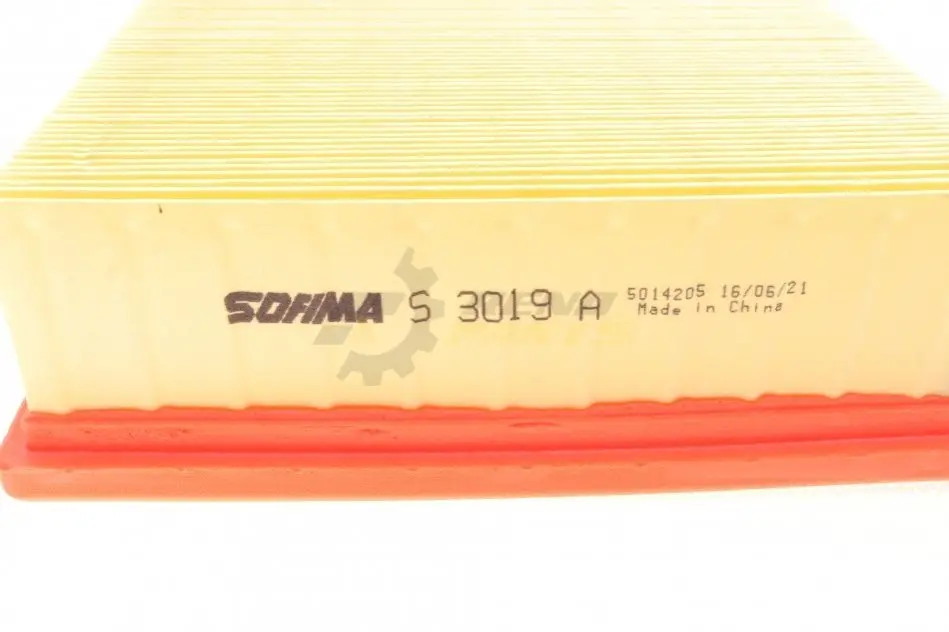 SOFIMA S 3019 A 5014205 16/06/21
Made in China